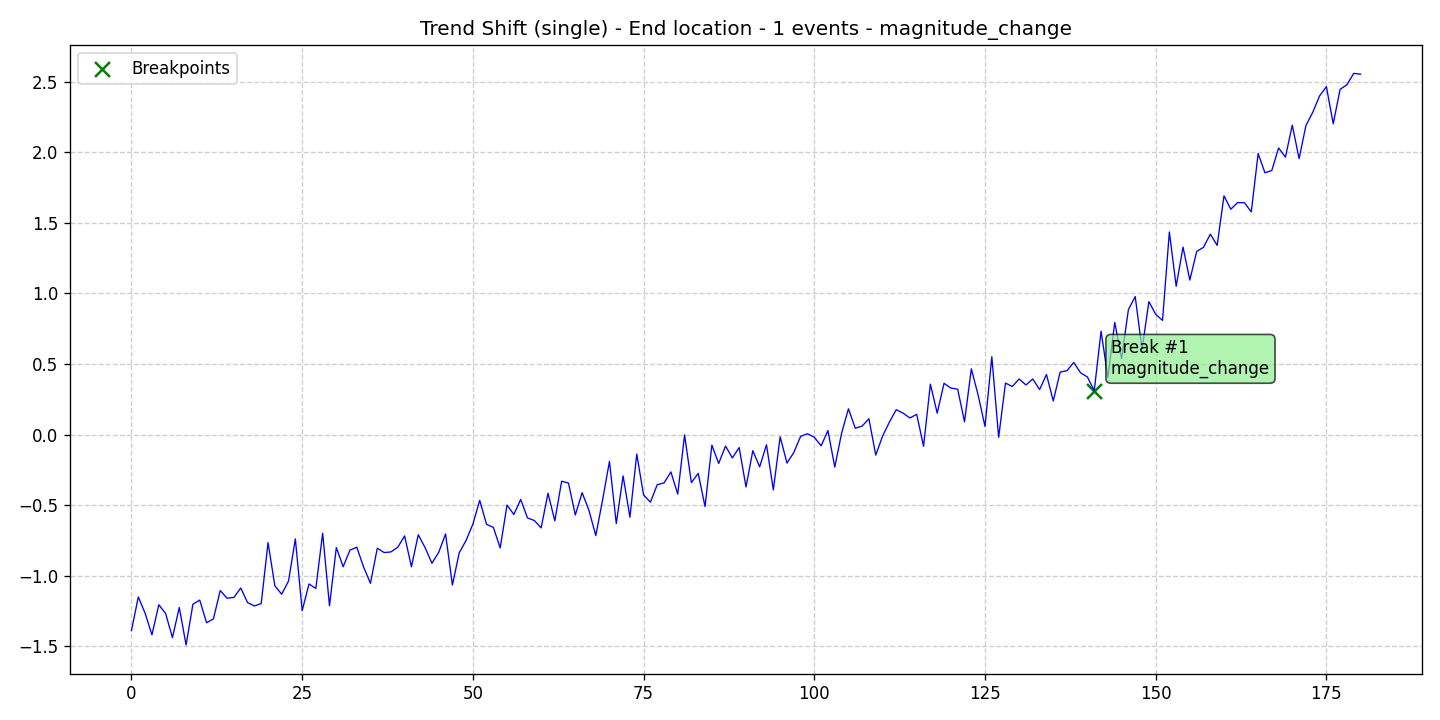 Trend Shift (single) - End location - 1 events - magnitude_change
Breakpoints
2.5
2.0
1.5
1.0
0.5
0.0
−0.5
−1.0
−1.5
Break #1
magnitude_change
0 25 50 75 100 125 150 175